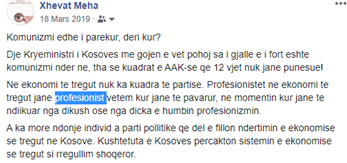 Xhevat Meha
18 Mars 2019 ·
Komunizmi edhe i parekur, deri kur?
Dje Kryeministri i Kosoves me gojen e vet pohoj sa i gjalle e i fort eshte
komunizmi nder ne, tha se kuadrat e AAK-se qe 12 vjet nuk jane punesue!
Ne ekonomi te tregut nuk ka kuadra te partise. Profesionistet ne ekonomi te
tregut jane profesionist vetem kur jane te pavarur, ne momentin kur jane te
ndiikuar nga dikush ose nga dicka e humbin profesionizmin.
A ka more ndonje individ a parti pollitike qe del e fillon ndertimin e ekonomise
se tregut ne Kosove. Kushtetuta e Kosoves percakton sistemin e ekonomise
se tregut si rregullim shoqeror.